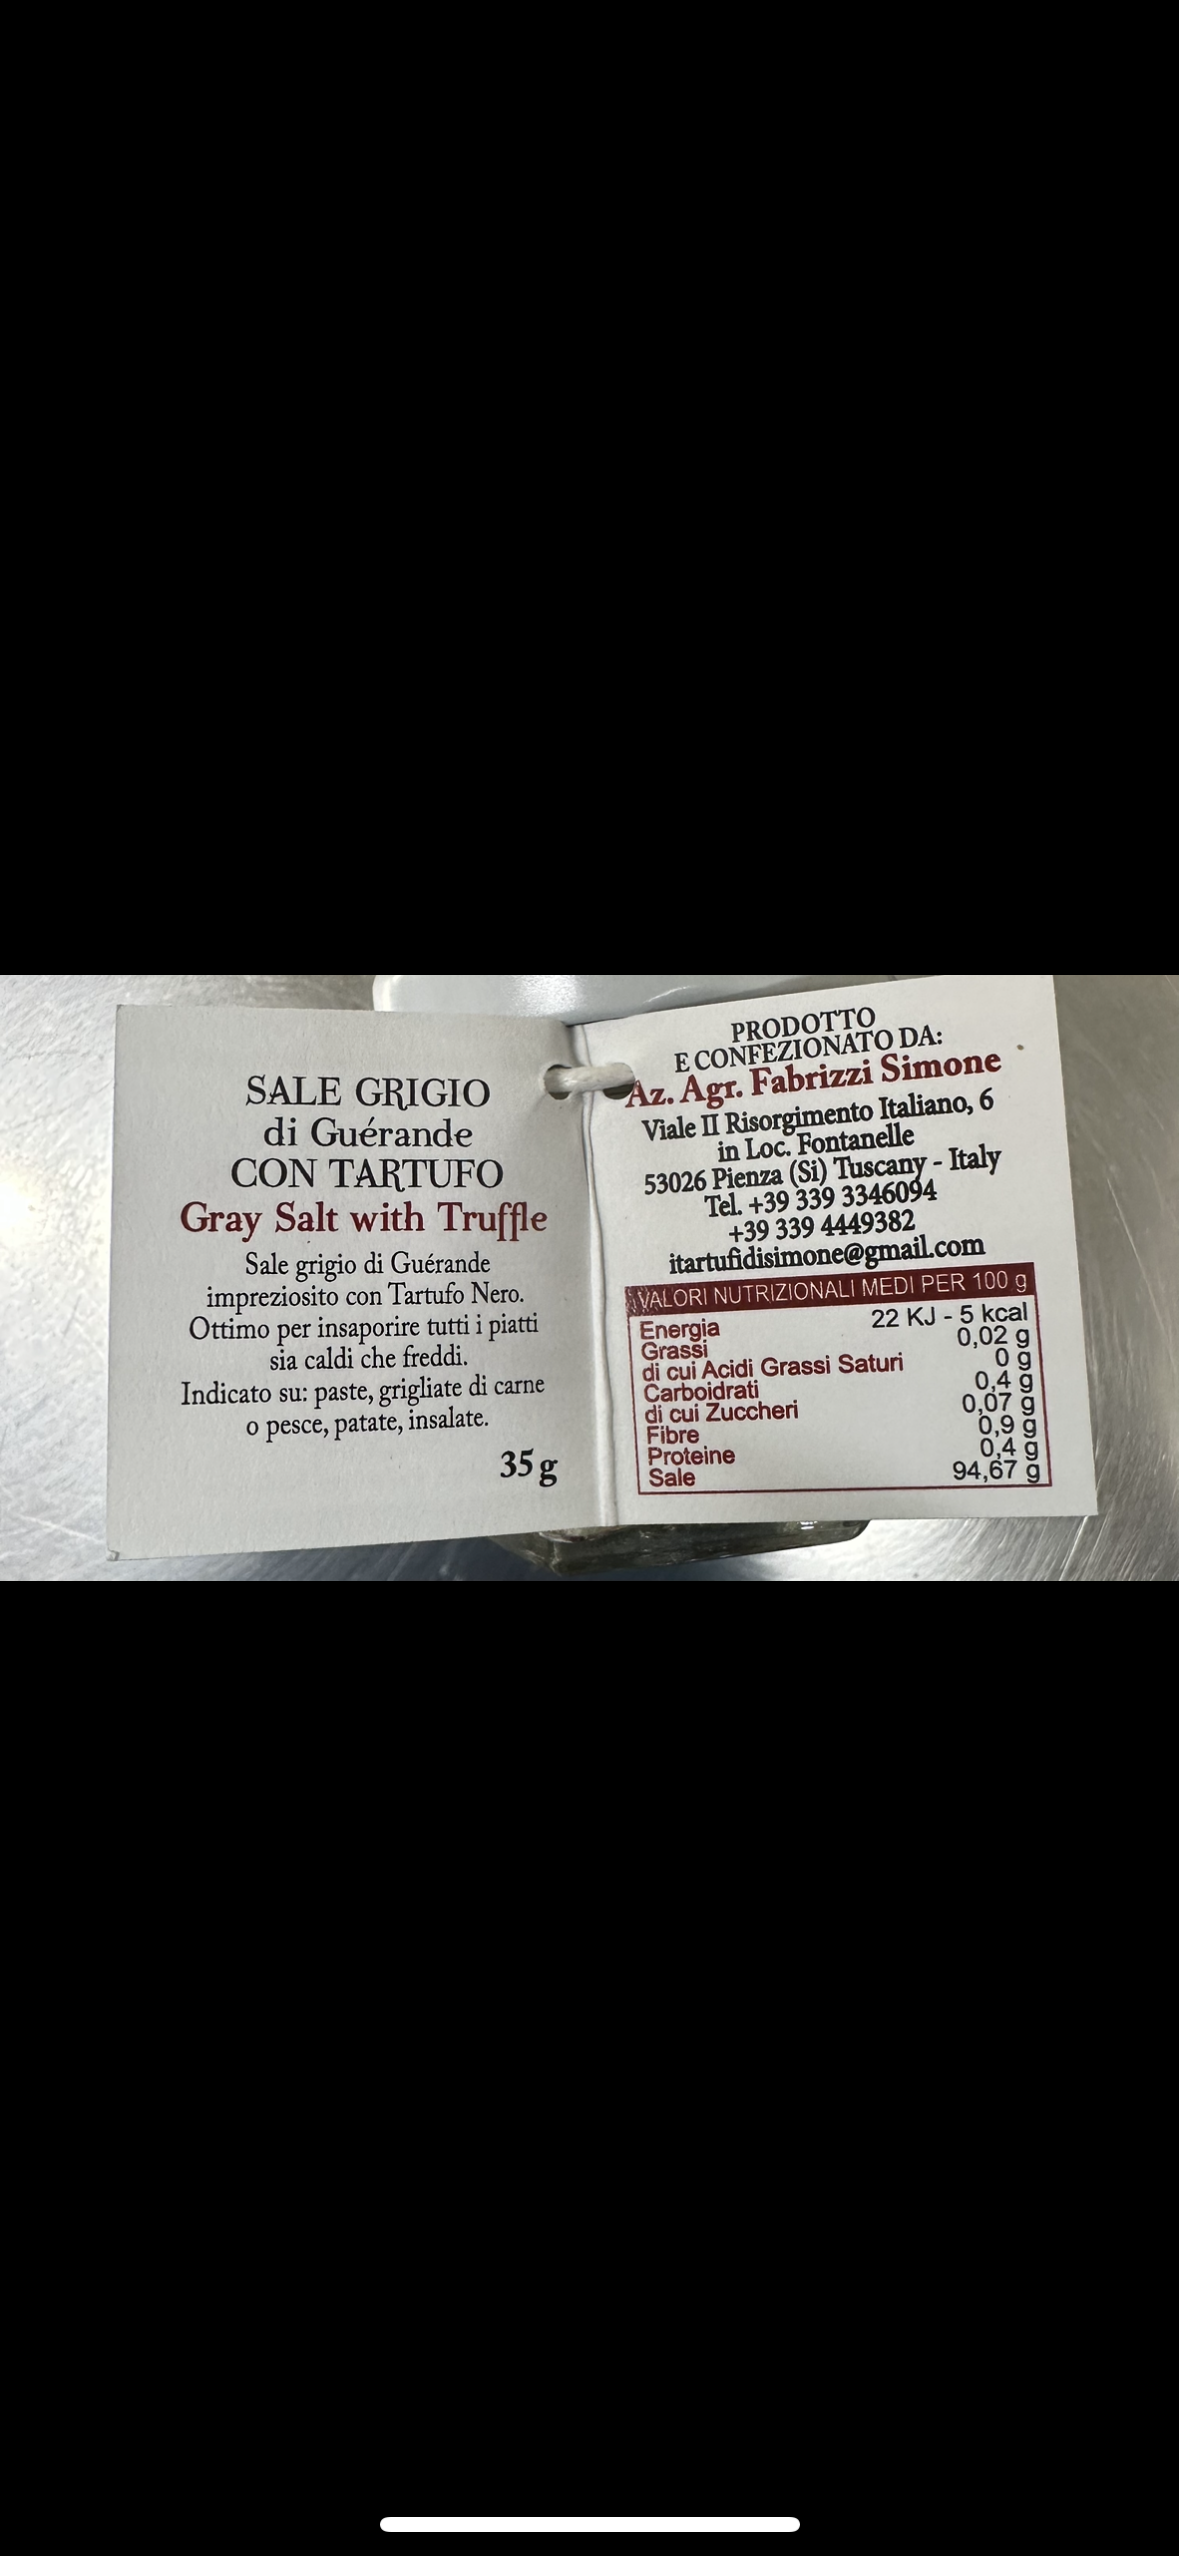 SALE GRIGIO
di Guérande
CON TARTUFO
Gray Salt with Truffle
Sale grigio di Guérande
impreziosito con Tartufo Nero.
Ottimo per insaporire tutti i piatti
sia caldi che freddi.
Indicato su: paste, grigliate di carne
o pesce, patate, insalate.
35 g
PRODOTTO
E CONFEZIONATO DA:
Az. Agr. Fabrizzi Simone
Viale II Risorgimento Italiano, 6
in Loc. Fontanelle
53026 Pienza (Si) Tuscany - Italy
Tel. +39 339 3346094
+39 339 4449382
itartufidisimone@gmail.com
VALORI NUTRIZIONALI MEDI PER 100 g
Energia 22 KJ - 5 kcal
Grassi 0,02 g
di cui Acidi Grassi Saturi 0 g
Carboidrati 0,4 g
di cui Zuccheri 0,07 g
Fibre 0,9 g
Proteine 0,4 g
Sale 94,67 g